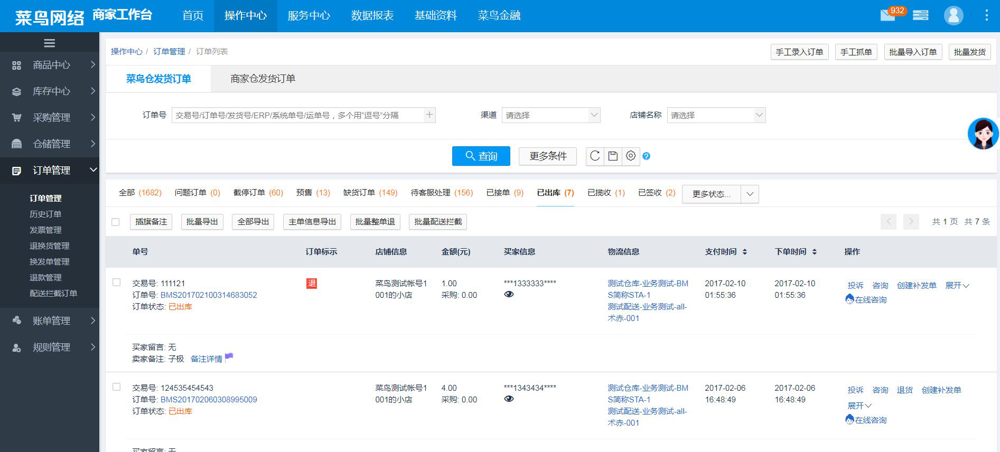 菜鸟网络 商家工作台 首页 操作中心 服务中心 数据报表 基础资料 菜鸟金融 932
商品中心
库存中心
采购管理
仓储管理
订单管理
订单管理
历史订单
发票管理
退换货管理
换发单管理
退款管理
配送拦截订单
账单管理
规则管理
操作中心 / 订单管理 / 订单列表 手工录入订单 手工抓单 批量导入订单 批量发货
菜鸟仓发货订单 商家仓发货订单
订单号 交易号/订单号/发货号/ERP/系统单号/运单号，多个用“逗号”分隔 渠道 请选择 店铺名称 请选择
查询 更多条件 ?
全部 (1682) 问题订单 (0) 截停订单 (60) 预售 (13) 缺货订单 (149) 待客服处理 (156) 已接单 (9) 已出库 (7) 已揽收 (1) 已签收 (2) 更多状态...
插旗备注 批量导出 全部导出 主单信息导出 批量整单退 批量配送拦截 共 1 页 共 7 条
单号 订单标示 店铺信息 金额(元) 买家信息 物流信息 支付时间 下单时间 操作
交易号: 111121 退 菜鸟测试帐号1 1.00 ***1333333**** 测试仓库-业务测试-BM 2017-02-10 2017-02-10 投诉 咨询 创建补发单 展开
订单号: BMS201702100314683052 001的小店 采购: 0.00 S简称STA-1 01:55:36 01:55:36 在线咨询
订单状态: 已出库 测试配送-业务测试-all-
术赤-001
买家留言: 无
卖家备注: 子极 备注详情
交易号: 124535454543 菜鸟测试帐号1 4.00 ***1343434**** 测试仓库-业务测试-BM 2017-02-06 2017-02-06 投诉 咨询 退货 创建补发单
订单号: BMS201702060308995009 001的小店 采购: 0.00 S简称STA-1 16:48:49 16:48:49 展开
订单状态: 已出库 测试配送-业务测试-all- 在线咨询
术赤-001
买家留言: 无